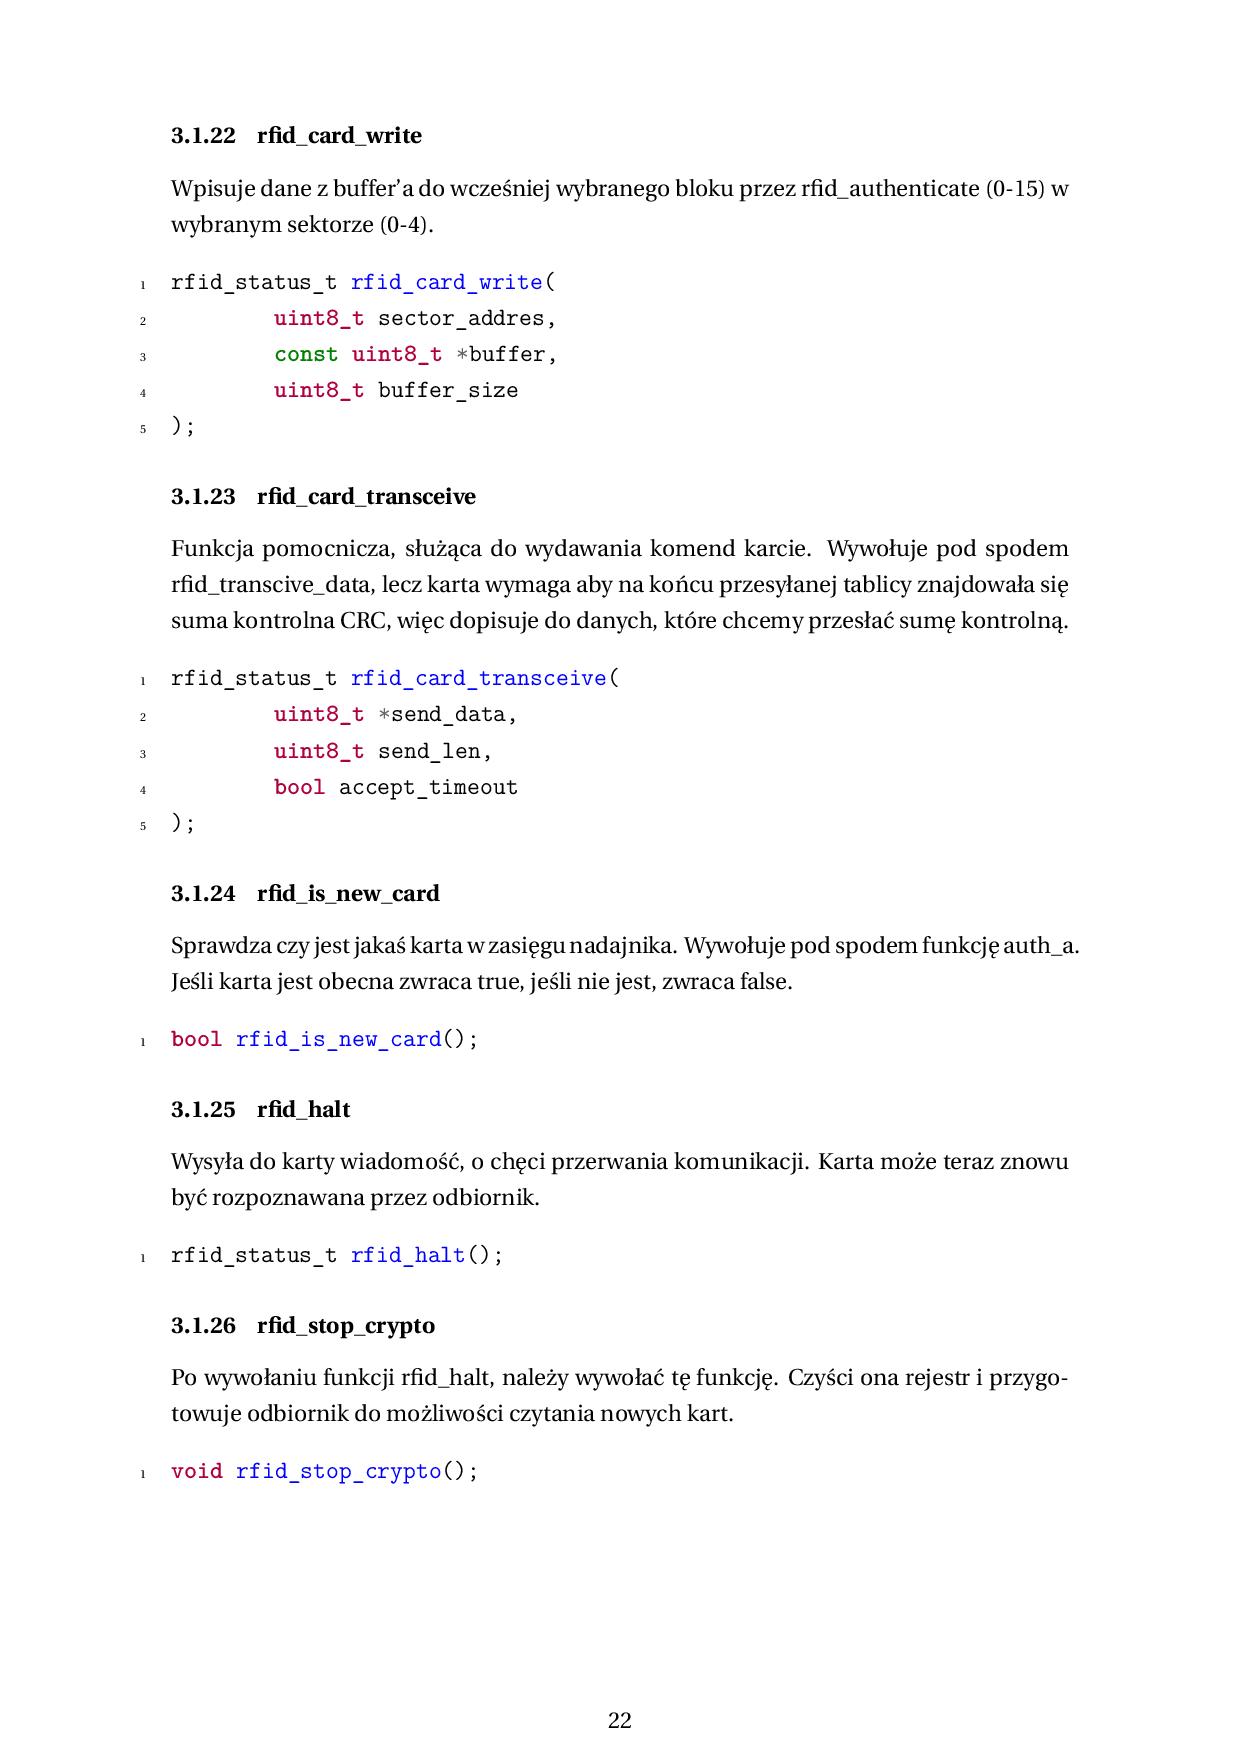 3.1.22 rfid_card_write
Wpisuje dane z buffer’a do wcześniej wybranego bloku przez rfid_authenticate (0-15) w
wybranym sektorze (0-4).
1 rfid_status_t rfid_card_write(
2 uint8_t sector_addres,
3 const uint8_t *buffer,
4 uint8_t buffer_size
5 );
3.1.23 rfid_card_transceive
Funkcja pomocnicza, służąca do wydawania komend karcie. Wywołuje pod spodem
rfid_transcive_data, lecz karta wymaga aby na końcu przesyłanej tablicy znajdowała się
suma kontrolna CRC, więc dopisuje do danych, które chcemy przesłać sumę kontrolną.
1 rfid_status_t rfid_card_transceive(
2 uint8_t *send_data,
3 uint8_t send_len,
4 bool accept_timeout
5 );
3.1.24 rfid_is_new_card
Sprawdza czy jest jakaś karta w zasięgu nadajnika. Wywołuje pod spodem funkcję auth_a.
Jeśli karta jest obecna zwraca true, jeśli nie jest, zwraca false.
1 bool rfid_is_new_card();
3.1.25 rfid_halt
Wysyła do karty wiadomość, o chęci przerwania komunikacji. Karta może teraz znowu
być rozpoznawana przez odbiornik.
1 rfid_status_t rfid_halt();
3.1.26 rfid_stop_crypto
Po wywołaniu funkcji rfid_halt, należy wywołać tę funkcję. Czyści ona rejestr i przygo-
towuje odbiornik do możliwości czytania nowych kart.
1 void rfid_stop_crypto();
22